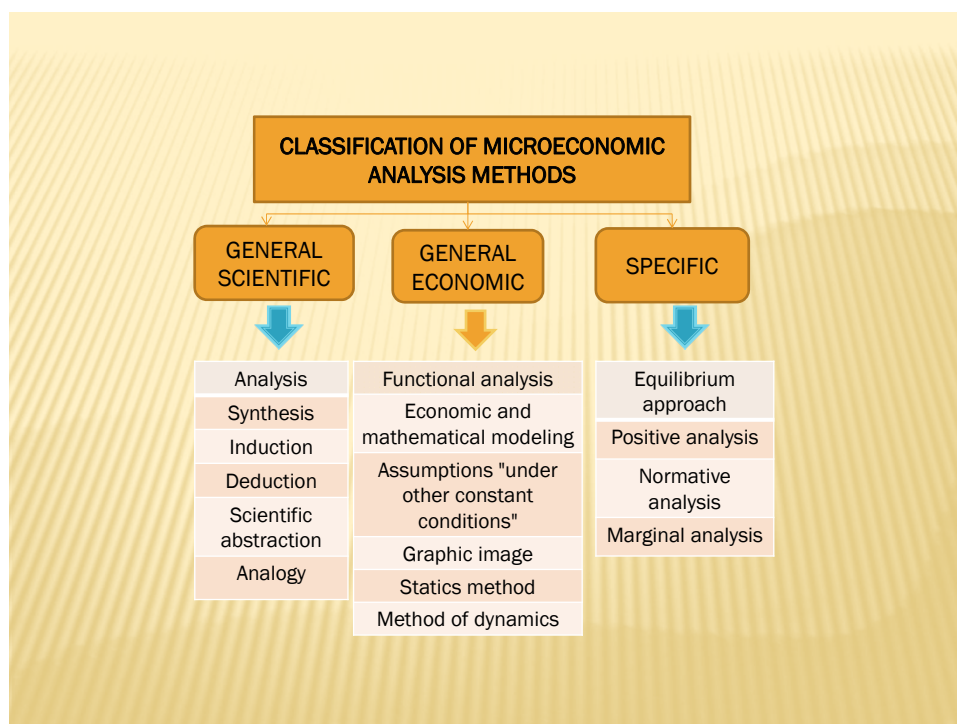 CLASSIFICATION OF MICROECONOMIC
ANALYSIS METHODS
GENERAL
SCIENTIFIC
GENERAL
ECONOMIC
SPECIFIC
Analysis
Synthesis
Induction
Deduction
Scientific
abstraction
Analogy
Functional analysis
Economic and
mathematical modeling
Assumptions "under
other constant
conditions"
Graphic image
Statics method
Method of dynamics
Equilibrium
approach
Positive analysis
Normative
analysis
Marginal analysis